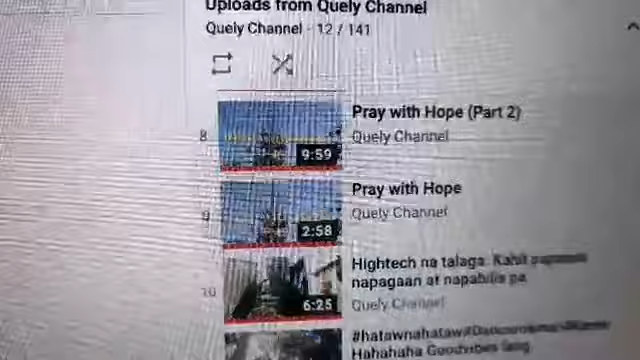 Uploads from Quely Channel
Quely Channel - 12 / 141
8
9:59
Pray with Hope (Part 2)
Quely Channel
9
2:58
Pray with Hope
Quely Channel
10
6:25
Hightech na talaga. Kahit
napagaan at napabilis pa
Quely Channel
Hahahaha Goodvibes lang